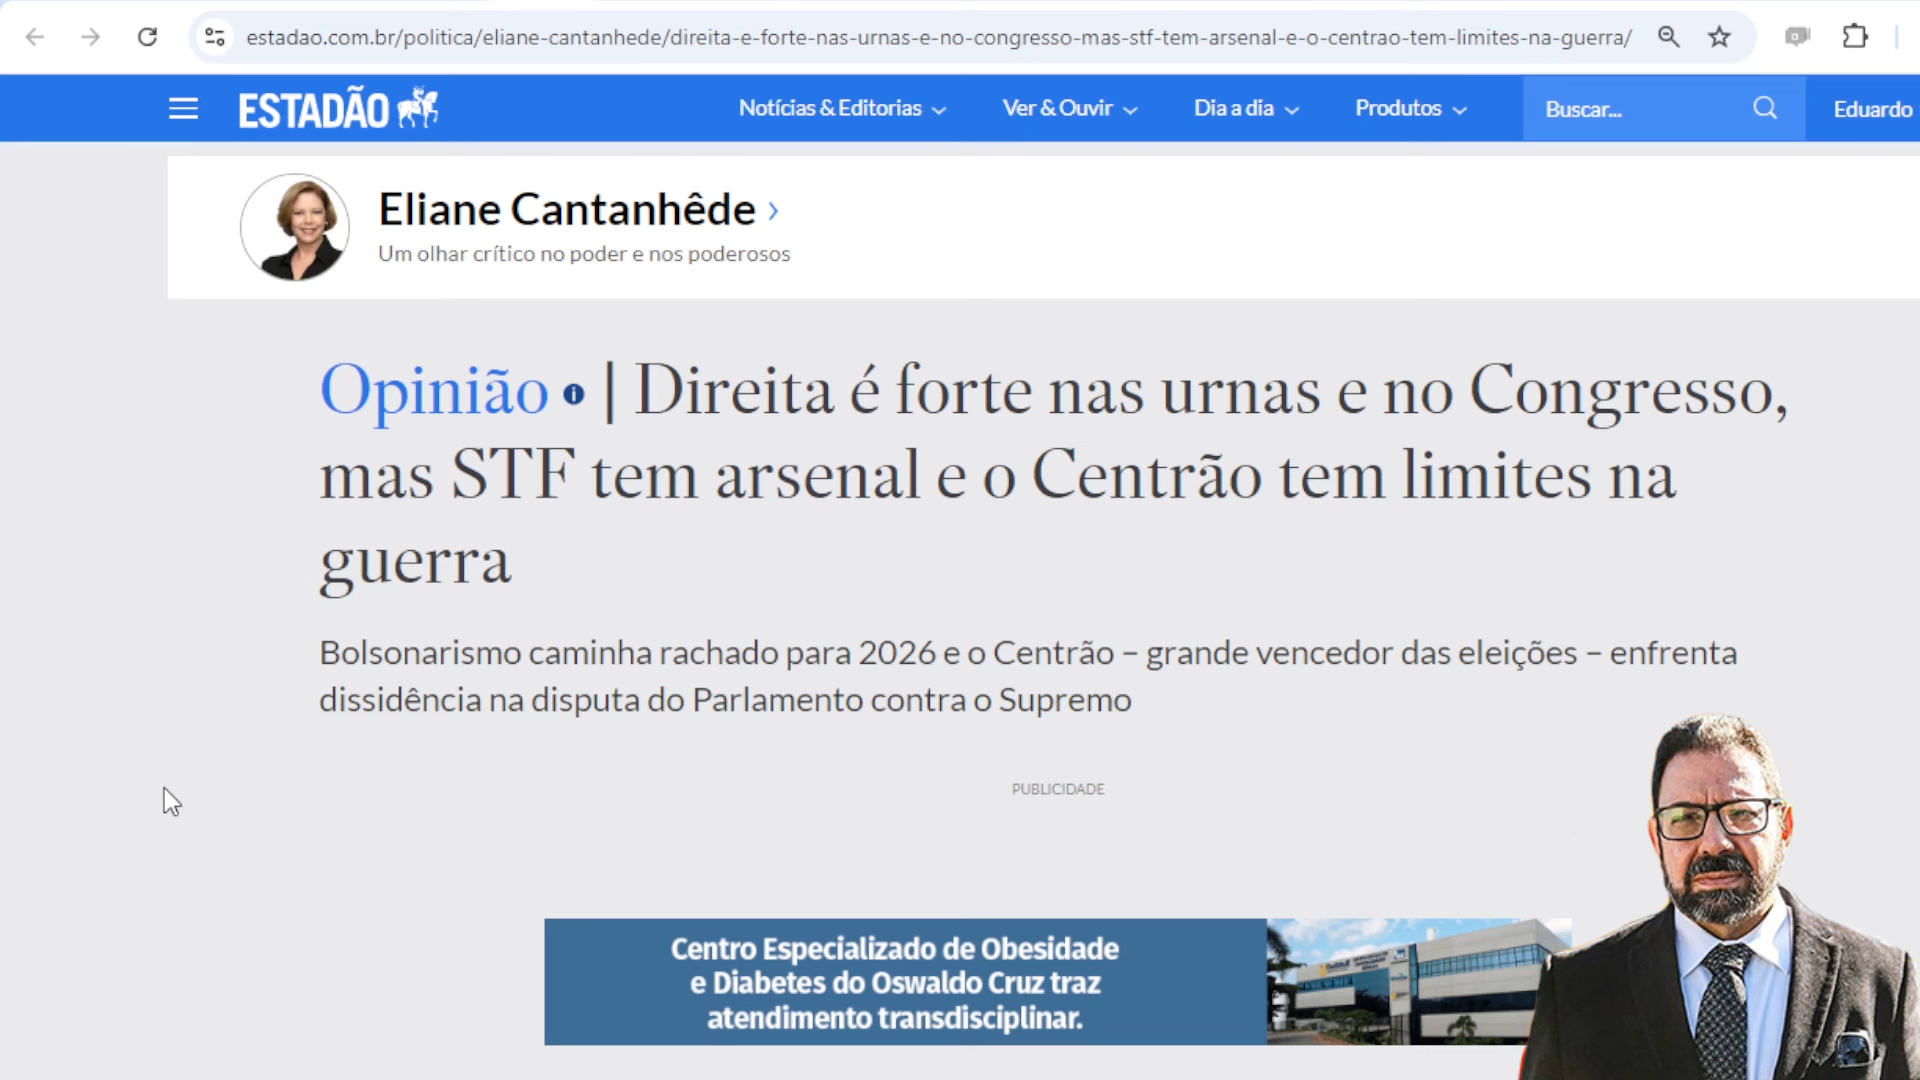 estadao.com.br/politica/eliane-cantanhede/direita-e-forte-nas-urnas-e-no-congresso-mas-stf-tem-arsenal-e-o-centrao-tem-limites-na-guerra/
ESTADÃO
Notícias & Editorias
Ver & Ouvir
Dia a dia
Produtos
Buscar...
Eduardo
Eliane Cantanhêde
Um olhar crítico no poder e nos poderosos
Opinião | Direita é forte nas urnas e no Congresso,
mas STF tem arsenal e o Centrão tem limites na
guerra
Bolsonarismo caminha rachado para 2026 e o Centrão – grande vencedor das eleições – enfrenta
dissidência na disputa do Parlamento contra o Supremo
PUBLICIDADE
Centro Especializado de Obesidade
e Diabetes do Oswaldo Cruz traz
atendimento transdisciplinar.